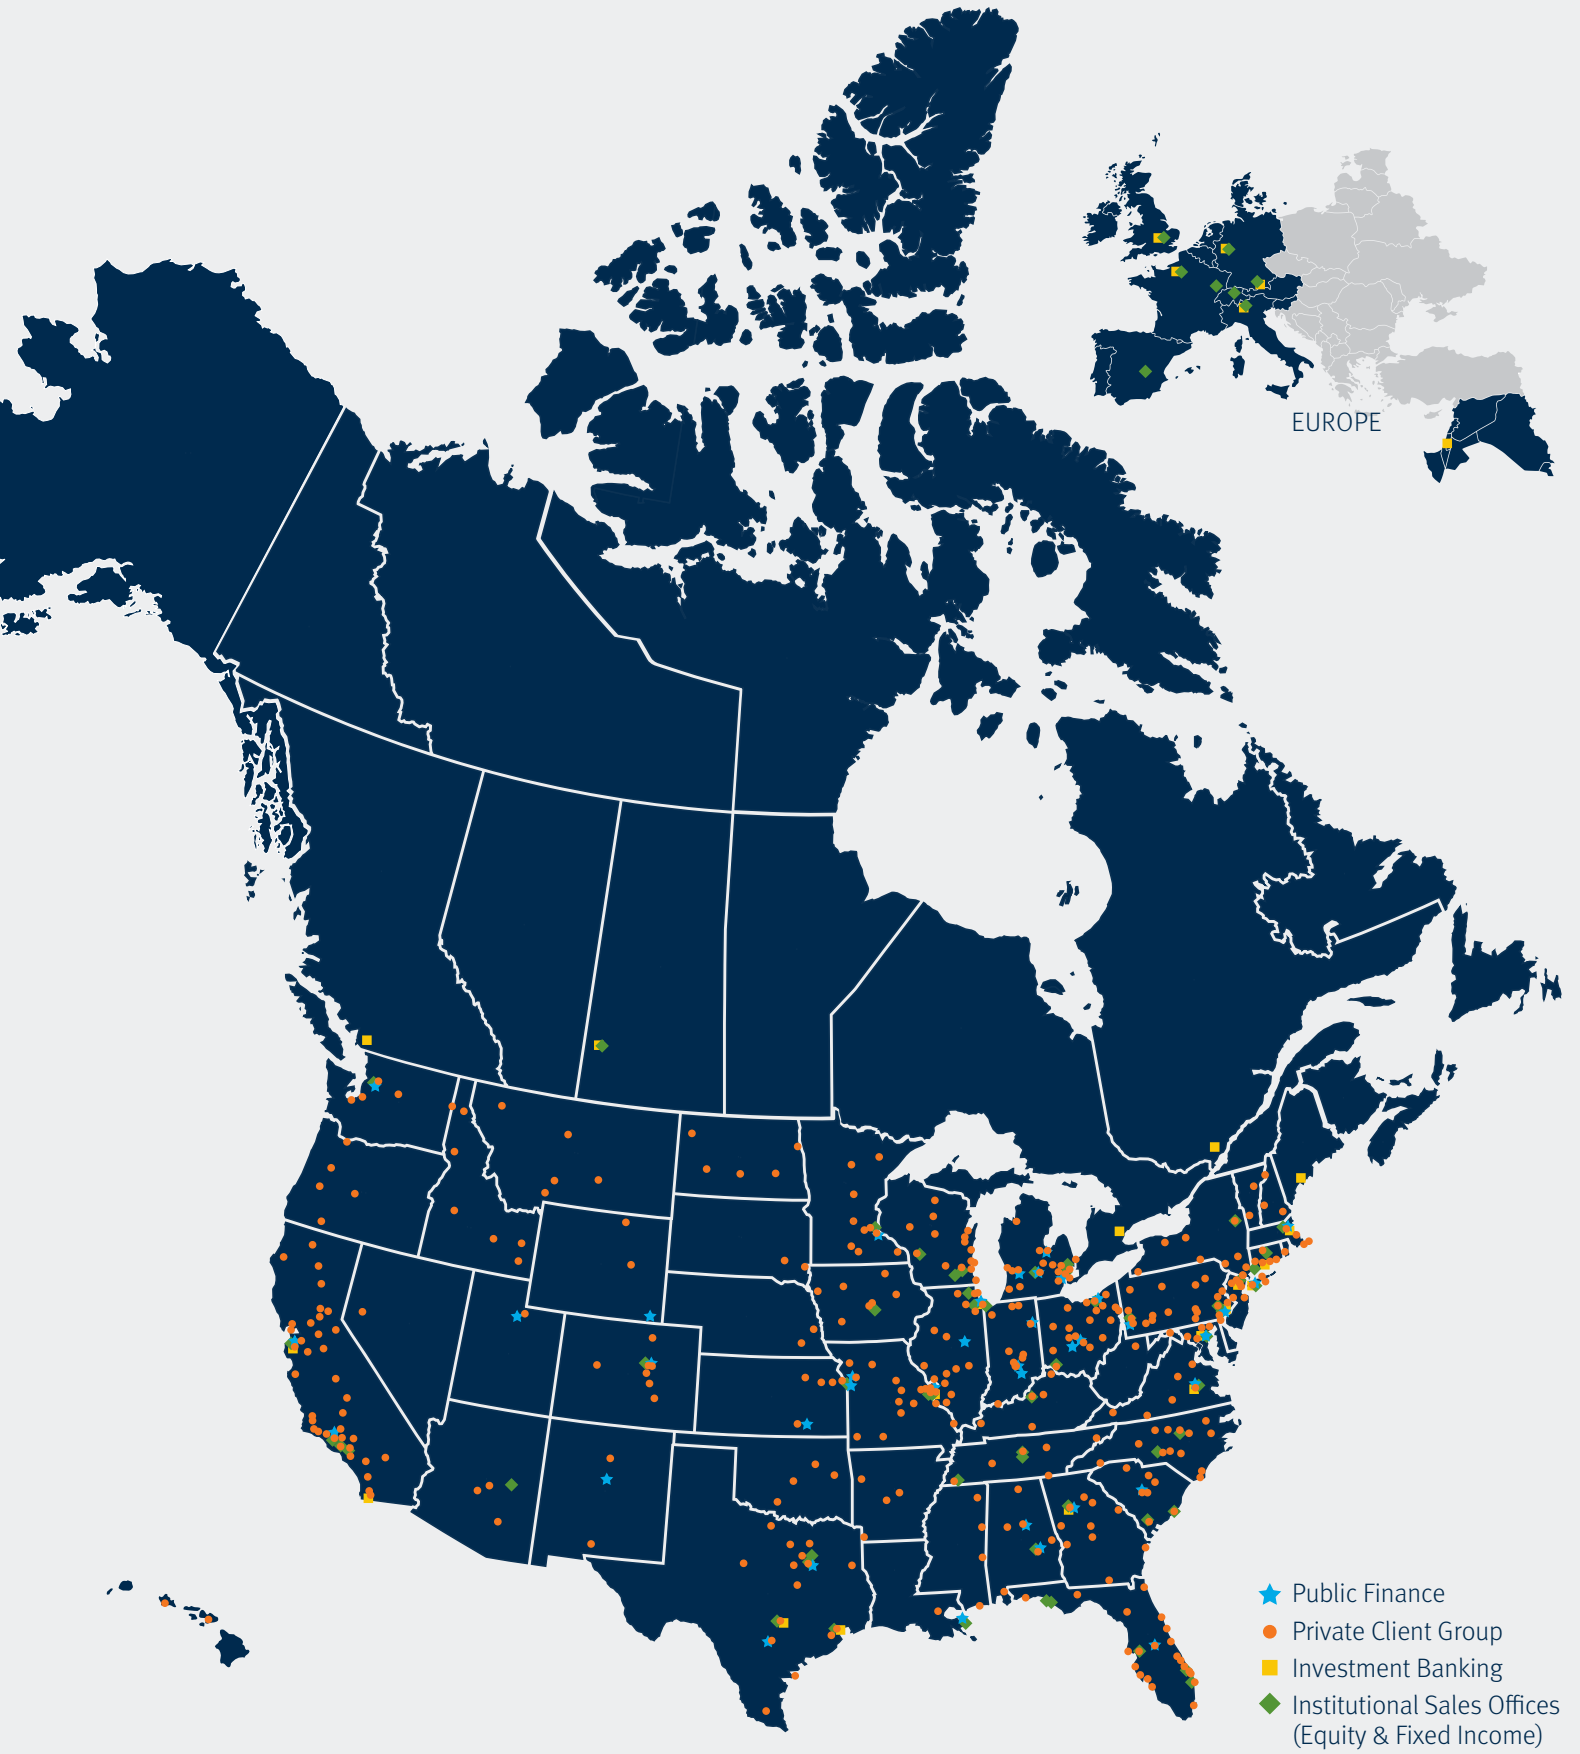 EUROPE
Public Finance
Private Client Group
Investment Banking
Institutional Sales Offices
(Equity & Fixed Income)